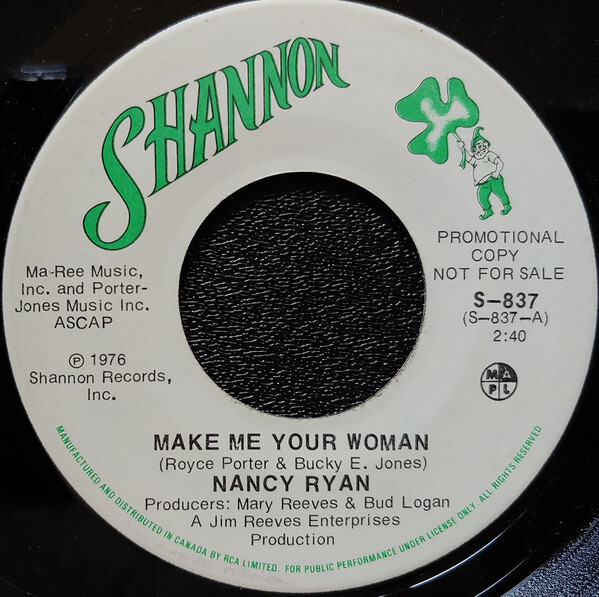 SHANNON
PROMOTIONAL
COPY
NOT FOR SALE
S-837
(S-837-A)
2:40
M A
P L
Ma-Ree Music,
Inc. and Porter-
Jones Music Inc.
ASCAP
℗ 1976
Shannon Records,
Inc.
MAKE ME YOUR WOMAN
(Royce Porter & Bucky E. Jones)
NANCY RYAN
Producers: Mary Reeves & Bud Logan
A Jim Reeves Enterprises
Production
MANUFACTURED AND DISTRIBUTED IN CANADA BY RCA LIMITED. FOR PUBLIC PERFORMANCE UNDER LICENSE ONLY. ALL RIGHTS RESERVED